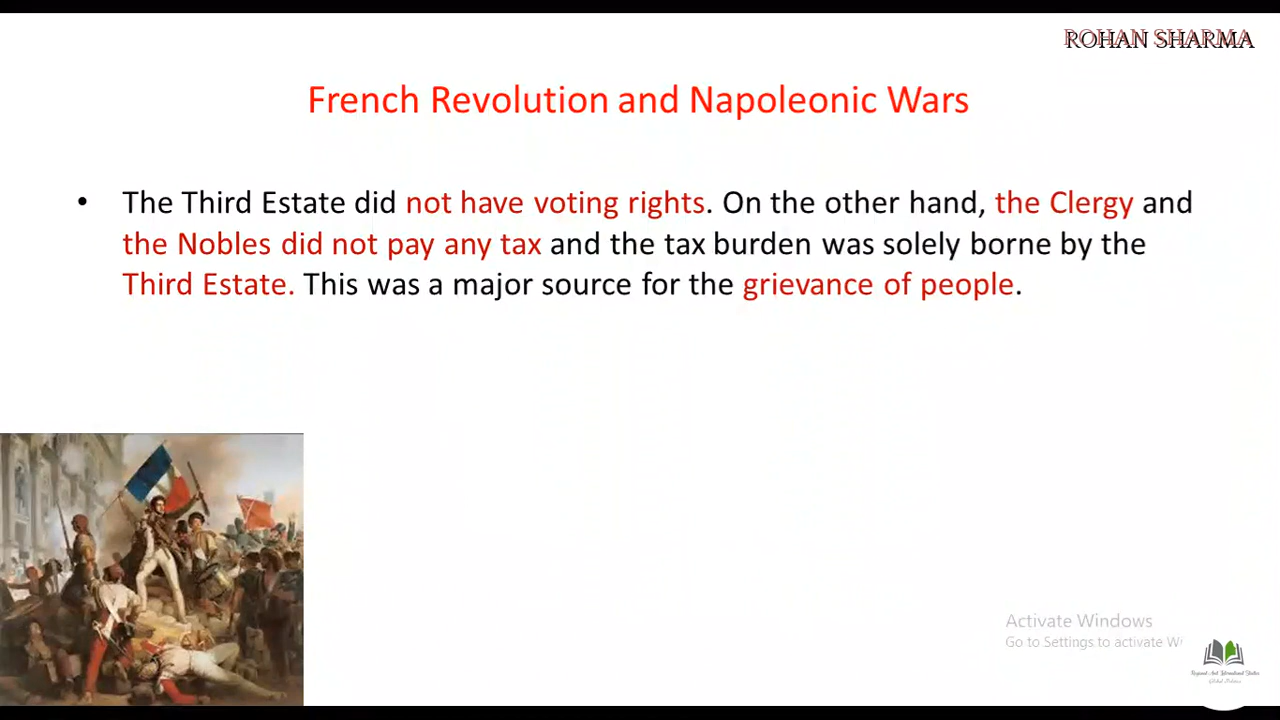 ROHAN SHARMA
French Revolution and Napoleonic Wars
• The Third Estate did not have voting rights. On the other hand, the Clergy and
the Nobles did not pay any tax and the tax burden was solely borne by the
Third Estate. This was a major source for the grievance of people.
Activate Windows
Go to Settings to activate W
Global Politics